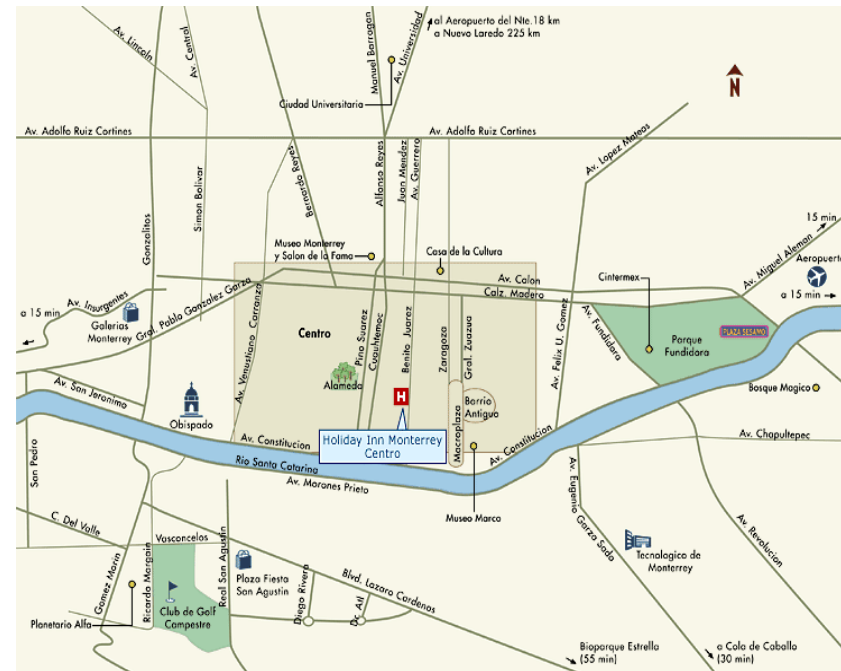 al Aeropuerto del Nte.18 km
a Nuevo Laredo 225 km
Av. Lincoln
Av. Central
Manuel Barragan
Av. Universidad
N
Ciudad Universitaria
Av. Adolfo Ruiz Cortines
Av. Adolfo Ruiz Cortines
Gonzalitos
Simon Bolivar
Bernardo Reyes
Alfonso Reyes
Juan Mendez
Av. Guerrero
Av. Lopez Mateos
15 min
Av. Miguel Aleman
Museo Monterrey
y Salon de la Fama
Casa de la Cultura
Av. Colon
Calz. Madero
Cintermex
Aeropuerto
a 15 min
Av. Insurgentes
a 15 min
Galerias
Monterrey
Gral. Pablo Gonzalez Garza
Av. Venustiano Carranza
Centro
Pino Suarez
Cuauhtemoc
Benito Juarez
Zaragoza
Gral. Zuazua
Av. Felix U. Gomez
Av. Fundidora
Parque
Fundidora
PLAZA SESAMO
Alameda
H
Barrio
Antigua
Macroplaza
Bosque Magico
Av. San Jeronimo
Obispado
San Pedro
Av. Constitucion
Holiday Inn Monterrey
Centro
Av. Constitucion
Av. Chapultepec
Rio Santa Catarina
Av. Morones Prieto
Museo Marco
Av. Eugenio Garza Sada
Av. Revolucion
C. Del Valle
Vasconcelos
Gomez Morin
Ricardo Margain
Real San Agustin
Plaza Fiesta
San Agustin
Tecnologico de
Monterrey
Diego Rivera
Dr. Atl
Blvd. Lazaro Cardenas
Planetario Alfa
Club de Golf
Campestre
Bioparque Estrella
(55 min)
a Cola de Caballo
(30 min)